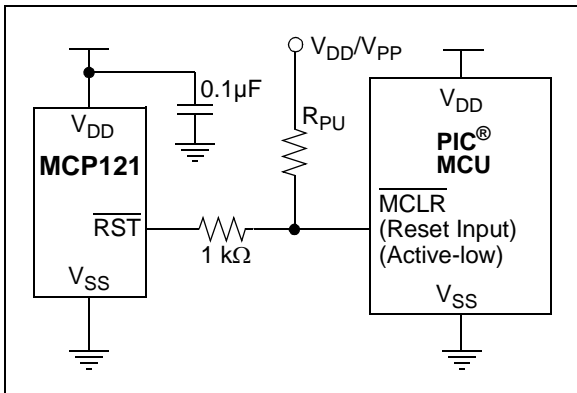 V_DD/V_PP
0.1µF
V_DD
MCP121
R_PU
V_DD
PIC®
MCU
RST
1 kΩ
MCLR
(Reset Input)
(Active-low)
V_SS
V_SS